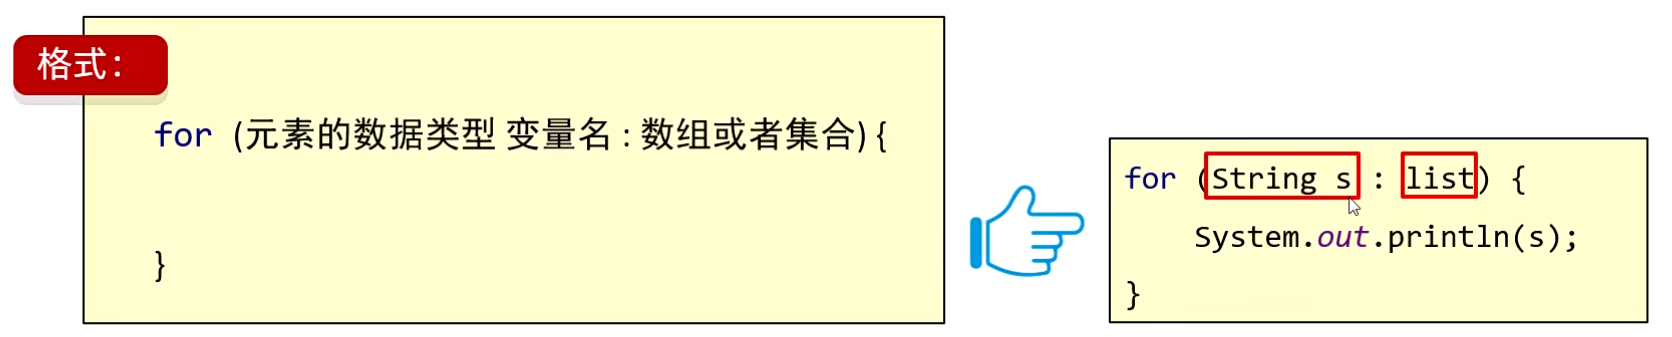 格式：
for (元素的数据类型 变量名 : 数组或者集合) {
}
for (String s : list) {
System.out.println(s);
}